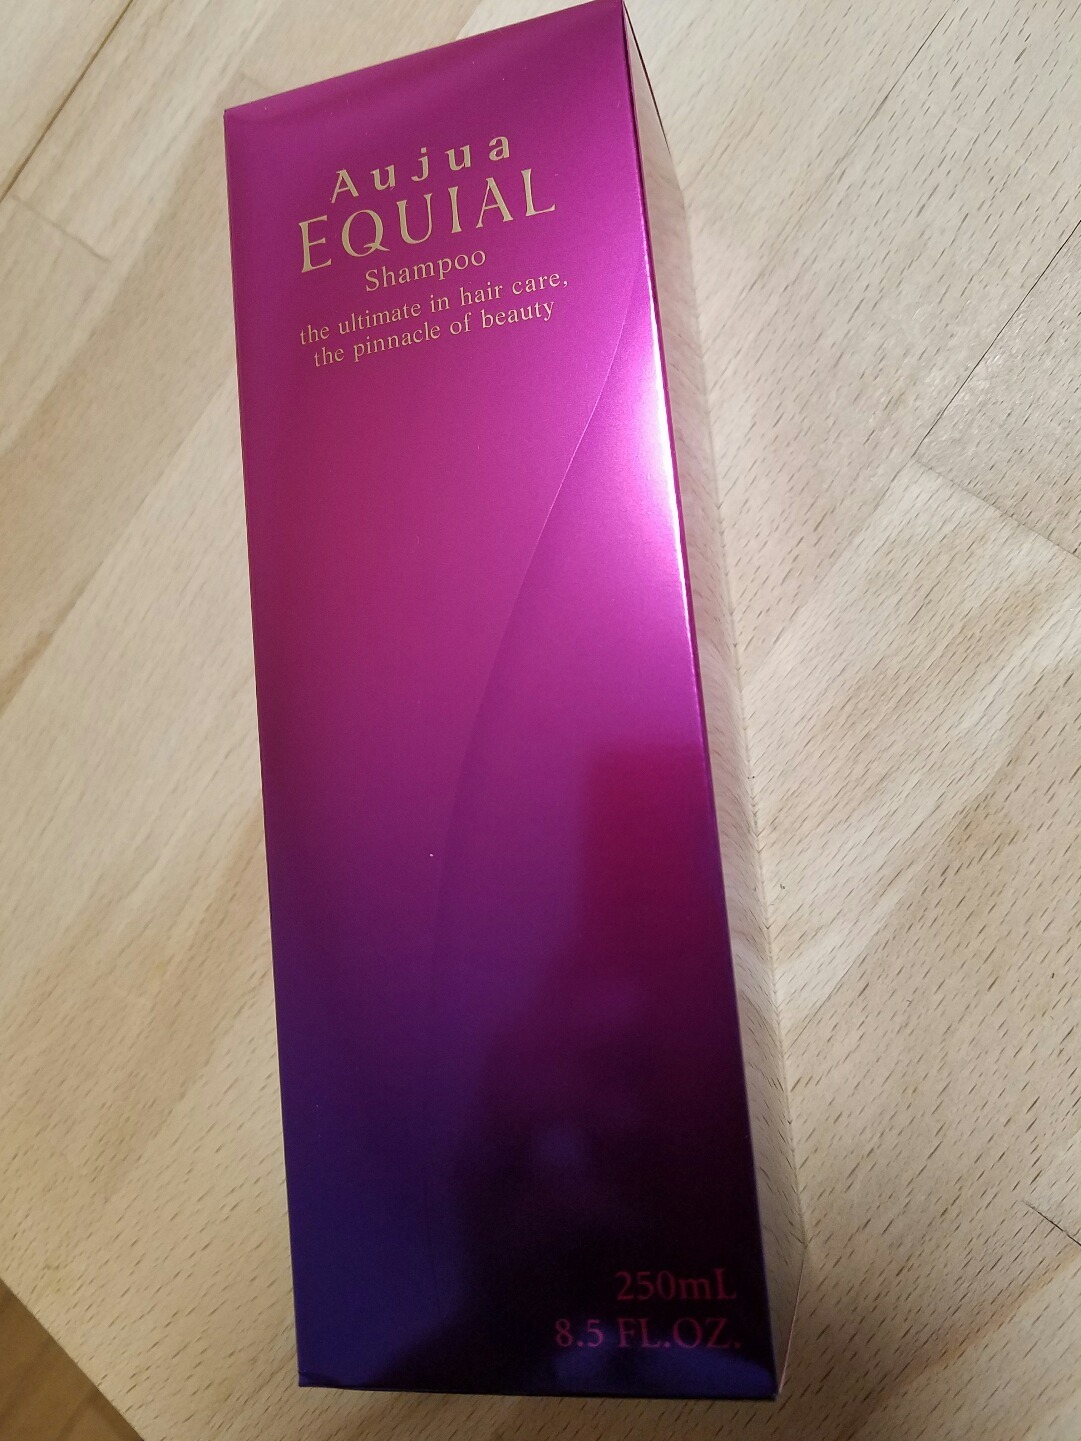 Aujua
EQUIAL
Shampoo
the ultimate in hair care,
the pinnacle of beauty
250mL
8.5 FL.OZ.